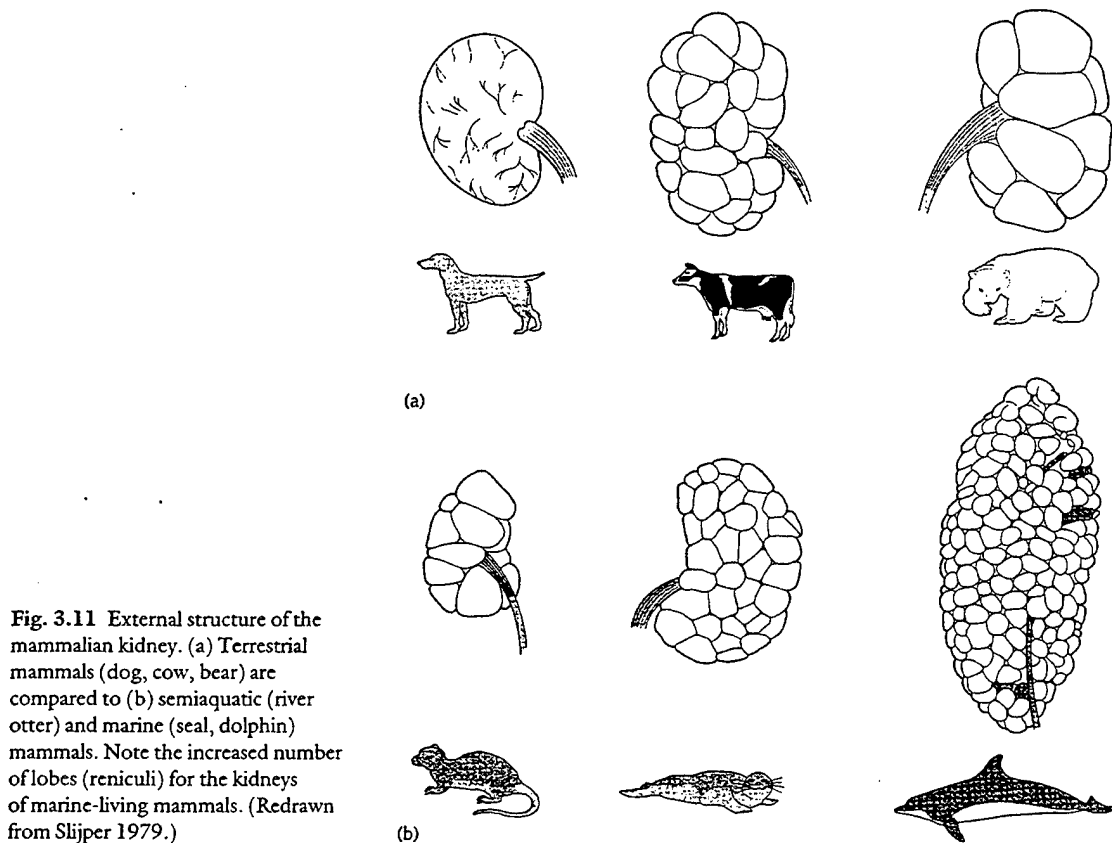 (a)
Fig. 3.11 External structure of the
mammalian kidney. (a) Terrestrial
mammals (dog, cow, bear) are
compared to (b) semiaquatic (river
otter) and marine (seal, dolphin)
mammals. Note the increased number
of lobes (reniculi) for the kidneys
of marine-living mammals. (Redrawn
from Slijper 1979.)
(b)